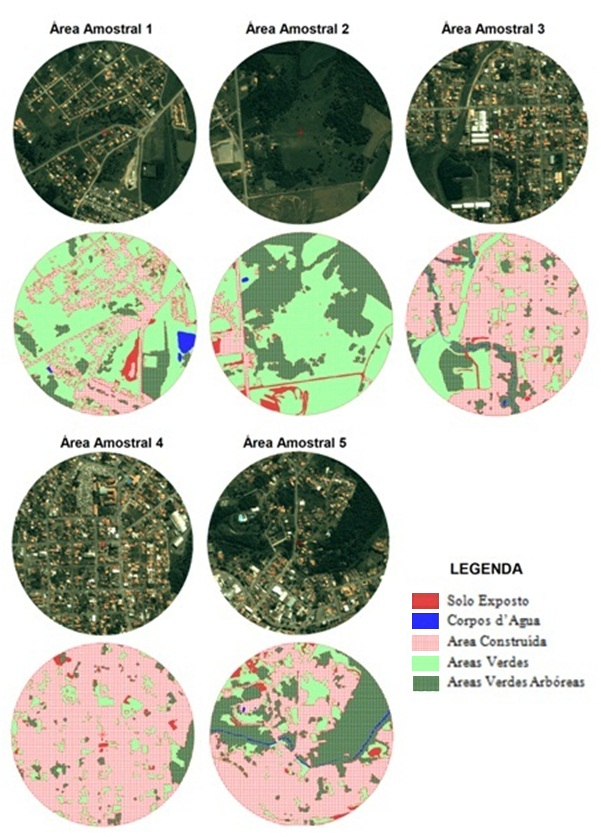 Área Amostral 1
Área Amostral 2
Área Amostral 3
Área Amostral 4
Área Amostral 5
LEGENDA
Solo Exposto
Corpos d'Agua
Area Construída
Areas Verdes
Areas Verdes Arbóreas